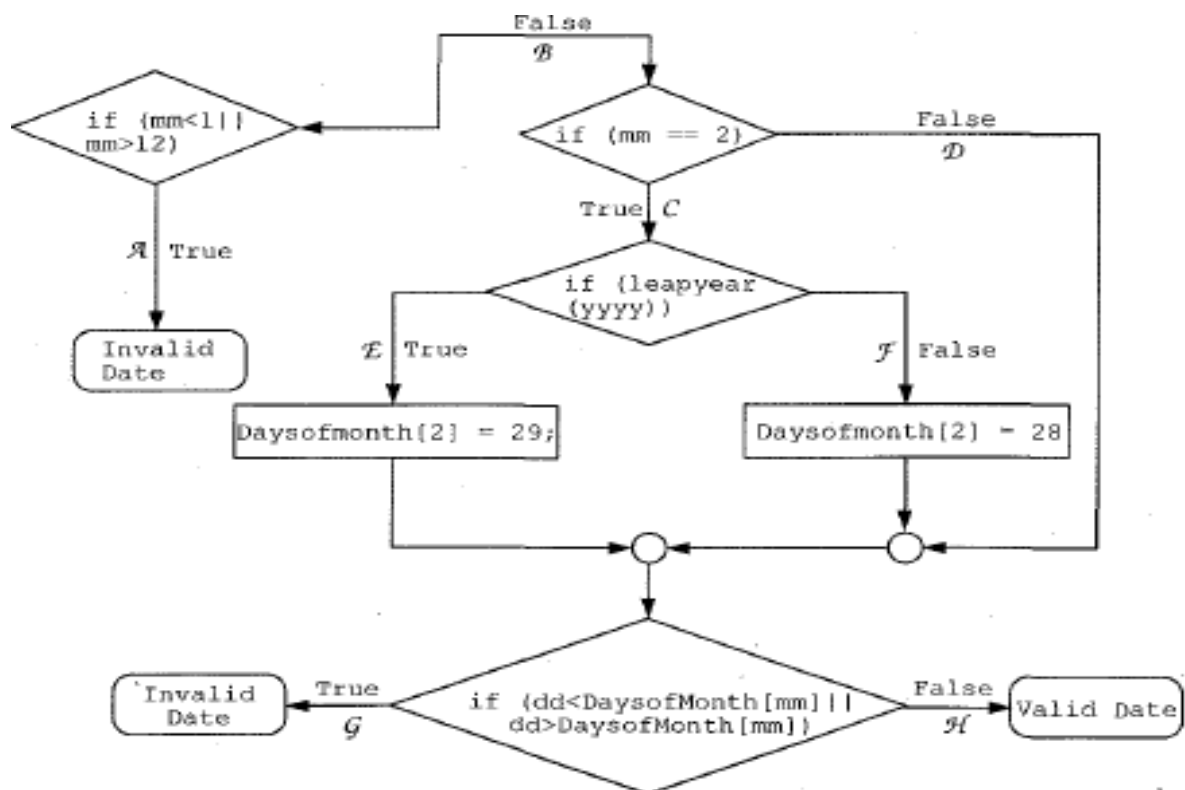 False
B
if (mm<1||
mm>12)
if (mm == 2)
False
D
True C
A True
if (leapyear
(yyyy))
Invalid
Date
E True
F False
Daysofmonth[2] = 29;
Daysofmonth[2] = 28
Invalid
Date
True
G
if (dd<DaysofMonth[mm]||
dd>DaysofMonth[mm])
False
H
Valid Date